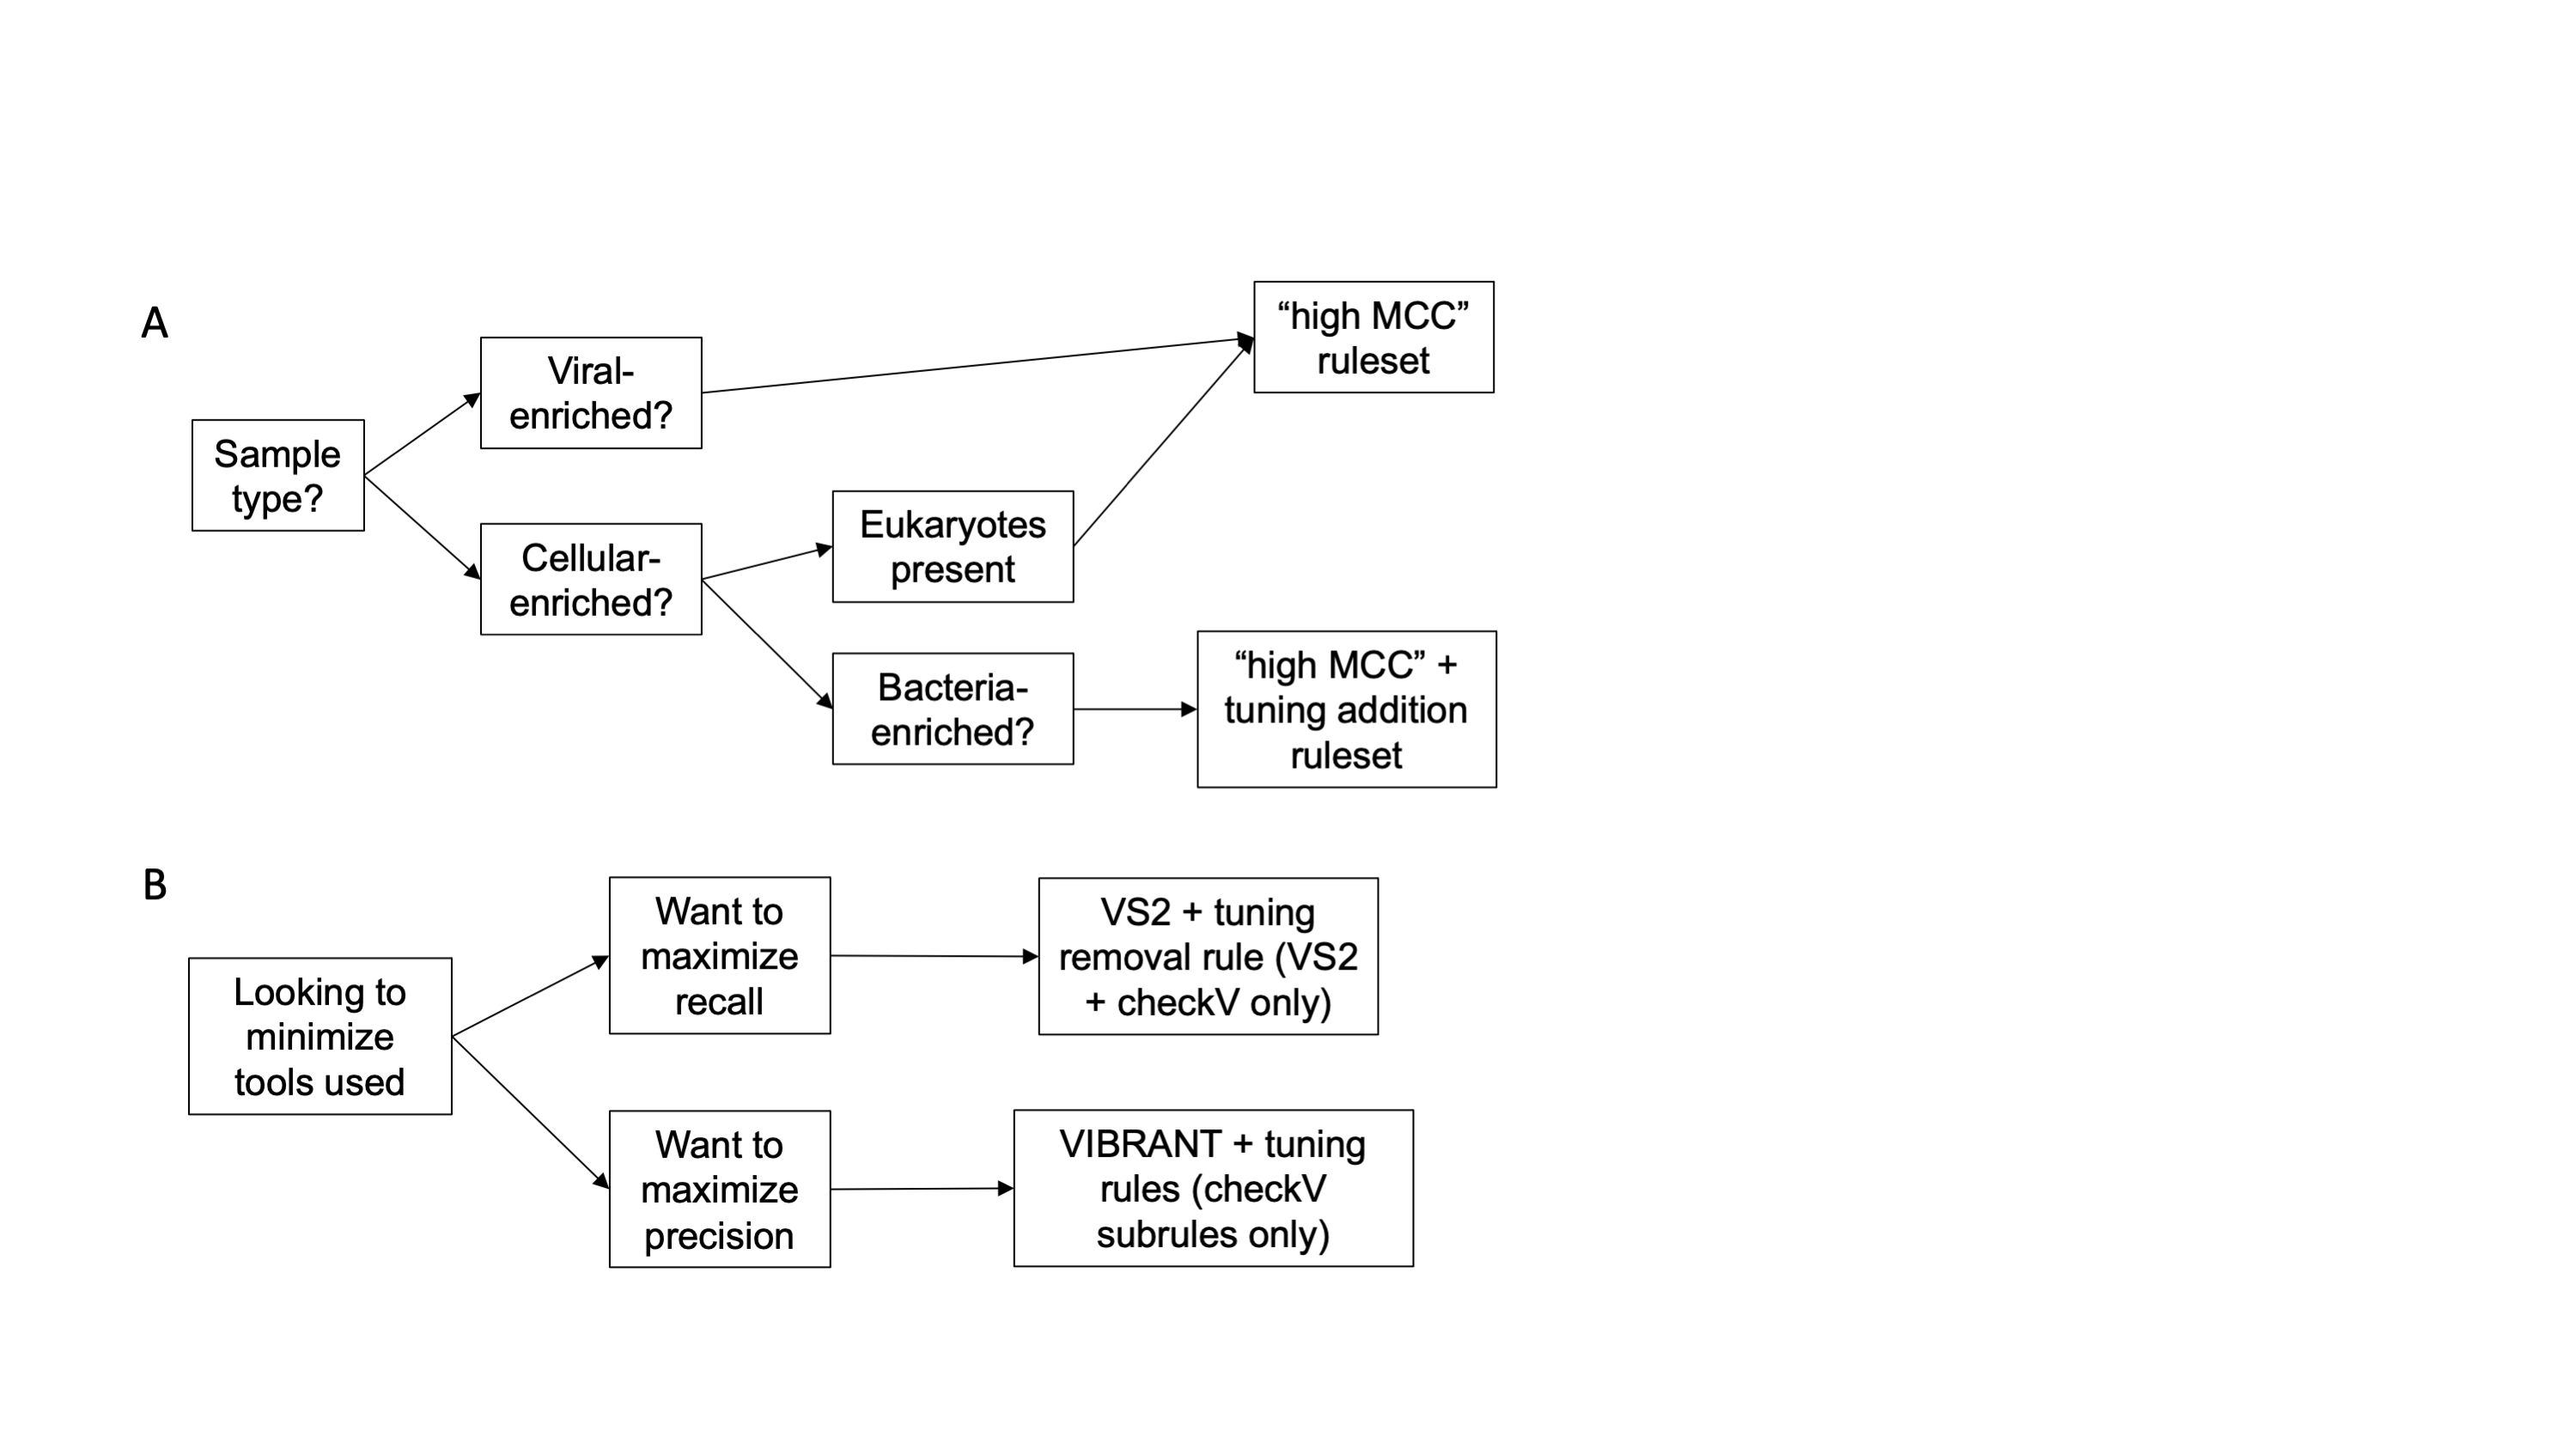 A
Sample
type?
Viral-
enriched?
Cellular-
enriched?
Eukaryotes
present
Bacteria-
enriched?
“high MCC”
ruleset
“high MCC” +
tuning addition
ruleset
B
Looking to
minimize
tools used
Want to
maximize
recall
VS2 + tuning
removal rule (VS2
+ checkV only)
Want to
maximize
precision
VIBRANT + tuning
rules (checkV
subrules only)